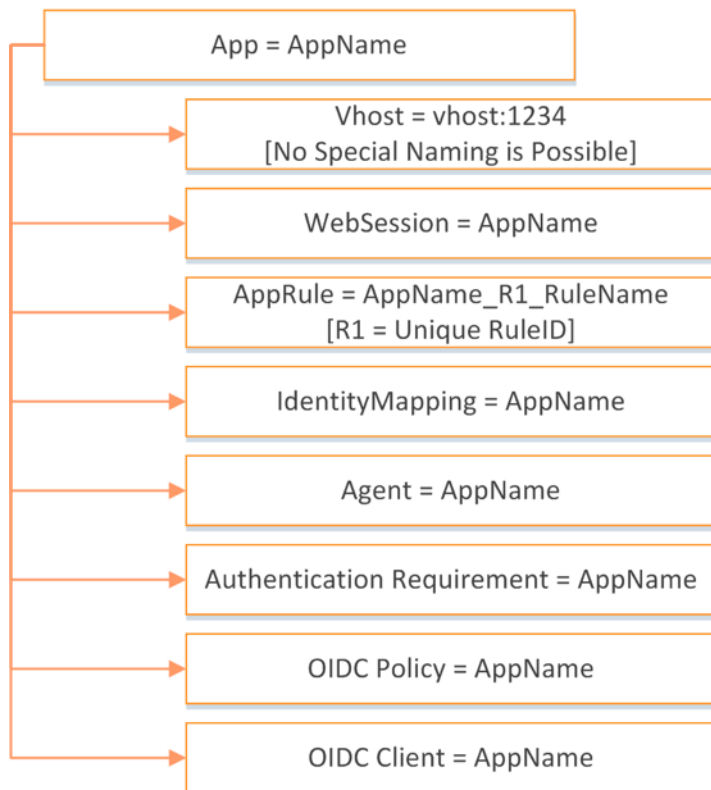 App = AppName
Vhost = vhost:1234
[No Special Naming is Possible]
WebSession = AppName
AppRule = AppName_R1_RuleName
[R1 = Unique RuleID]
IdentityMapping = AppName
Agent = AppName
Authentication Requirement = AppName
OIDC Policy = AppName
OIDC Client = AppName